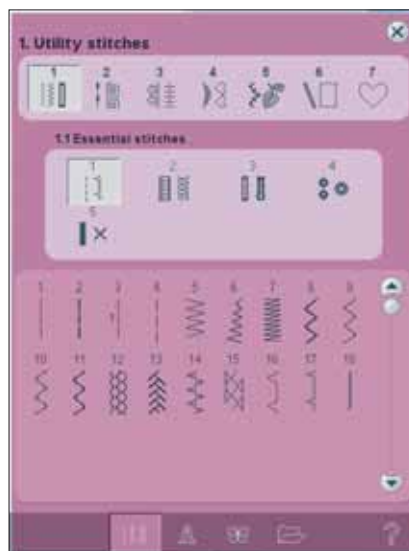 1. Utility stitches
1 2 3 4 5 6 7
1.1 Essential stitches
1 2 3 4
5
1 2 3 4 5 6 7 8 9
10 11 12 13 14 15 16 17 18
?